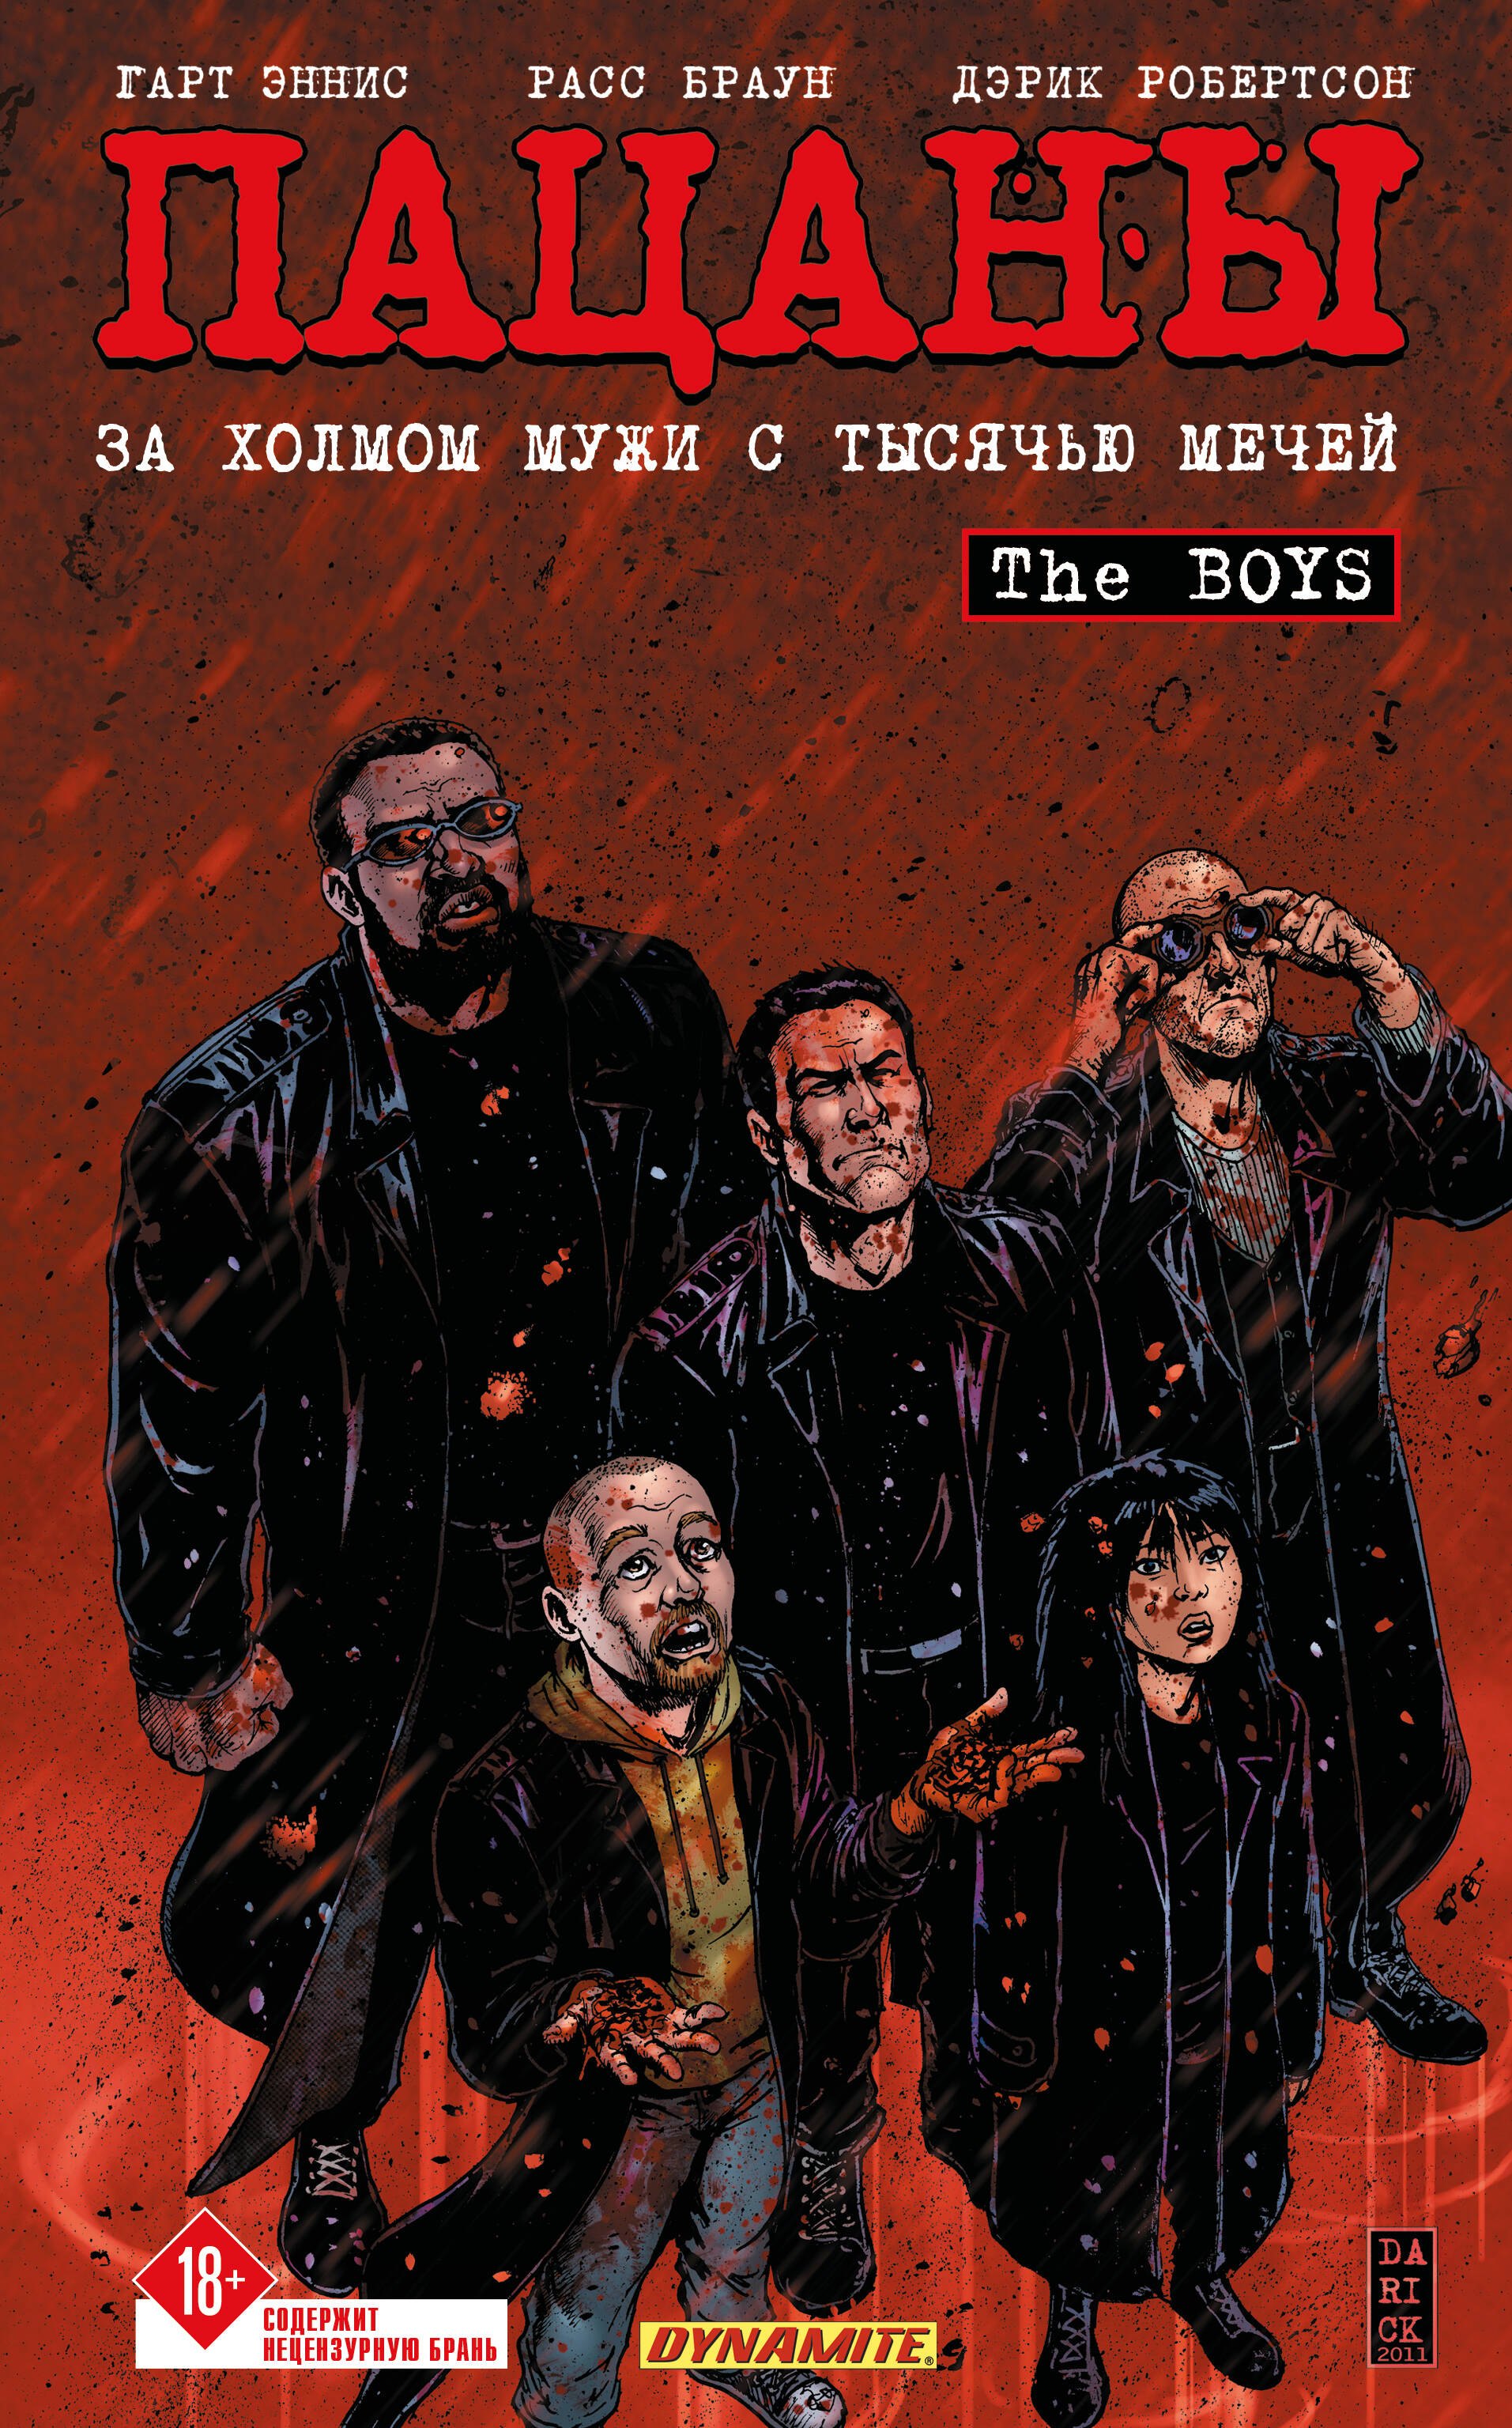 ГАРТ ЭННИС РАСС БРАУН ДЭРИК РОБЕРТСОН
ПАЦАНЫ
ЗА ХОЛМОМ МУЖИ С ТЫСЯЧЬЮ МЕЧЕЙ
The BOYS
18+
СОДЕРЖИТ
НЕЦЕНЗУРНУЮ БРАНЬ
DYNAMITE®
DA
RI
CK
2011